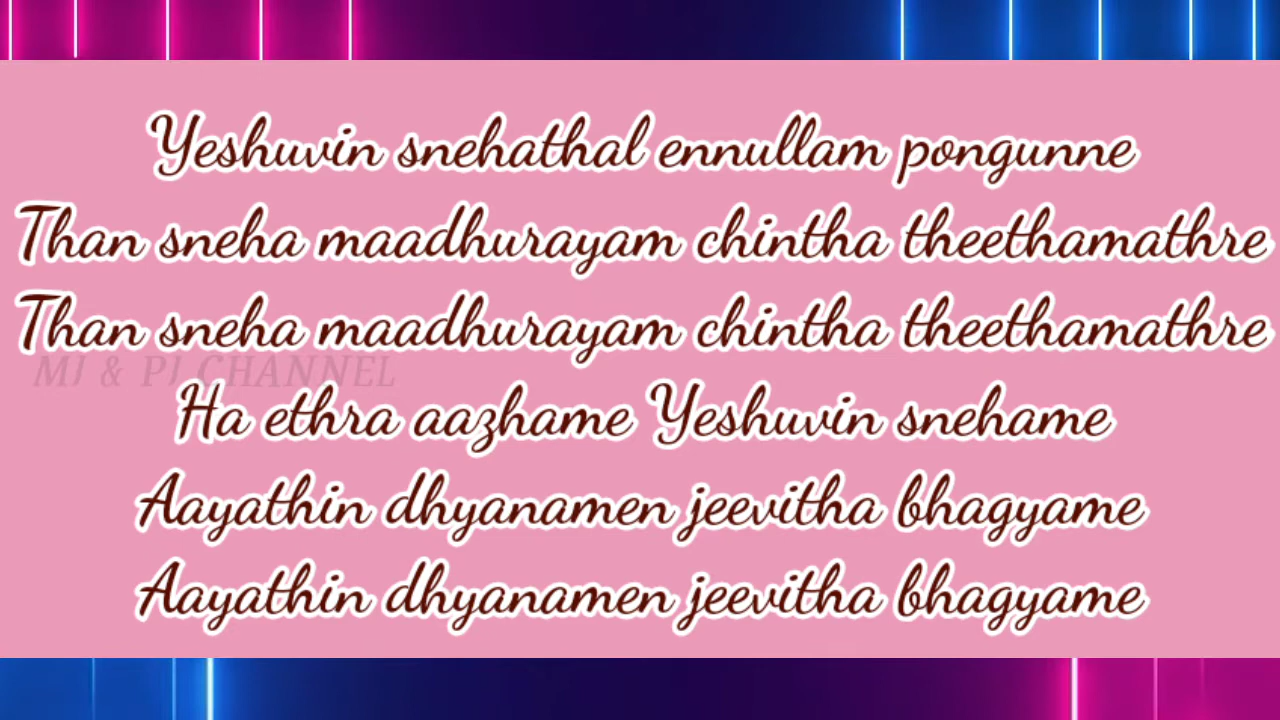 Yeshuvin snehathal ennullam pongunne
Than sneha maadhurayam chintha theethamathre
Than sneha maadhurayam chintha theethamathre
MJ & PJ CHANNEL
Ha ethra aazhame Yeshuvin snehame
Aayathin dhyanamen jeevitha bhagyame
Aayathin dhyanamen jeevitha bhagyame